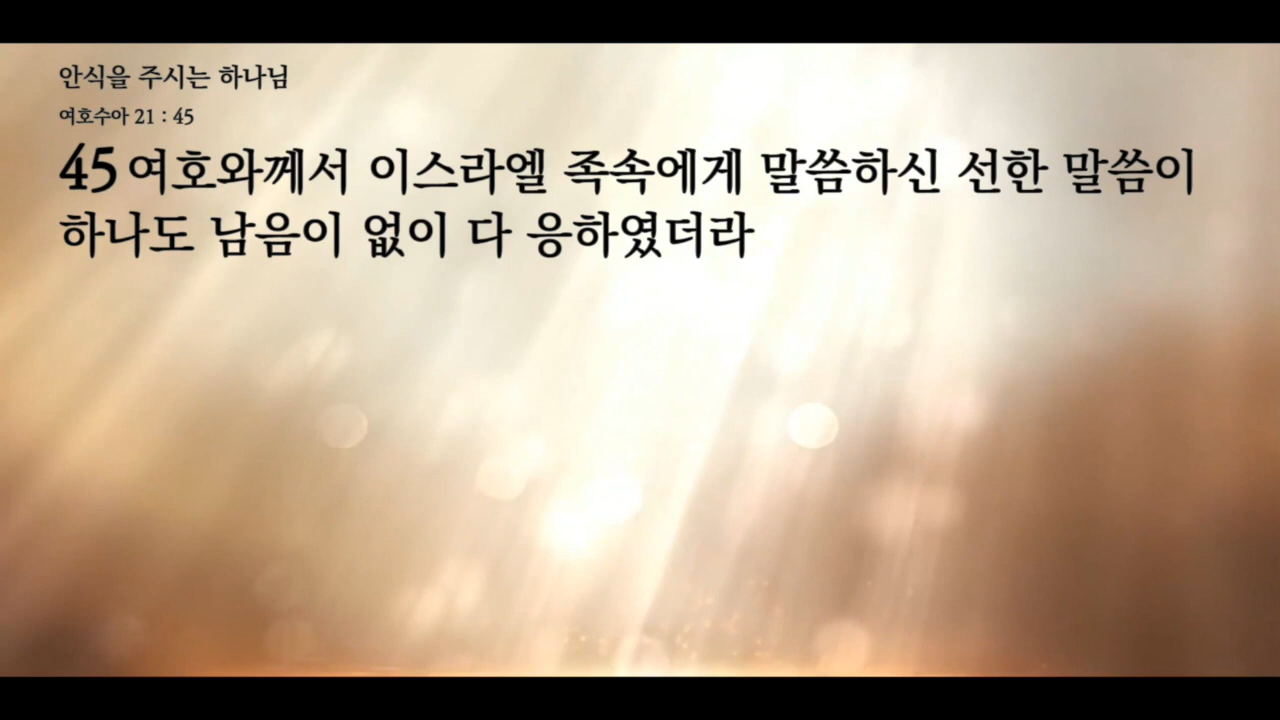 안식을 주시는 하나님
여호수아 21 : 45
45 여호와께서 이스라엘 족속에게 말씀하신 선한 말씀이
하나도 남음이 없이 다 응하였더라